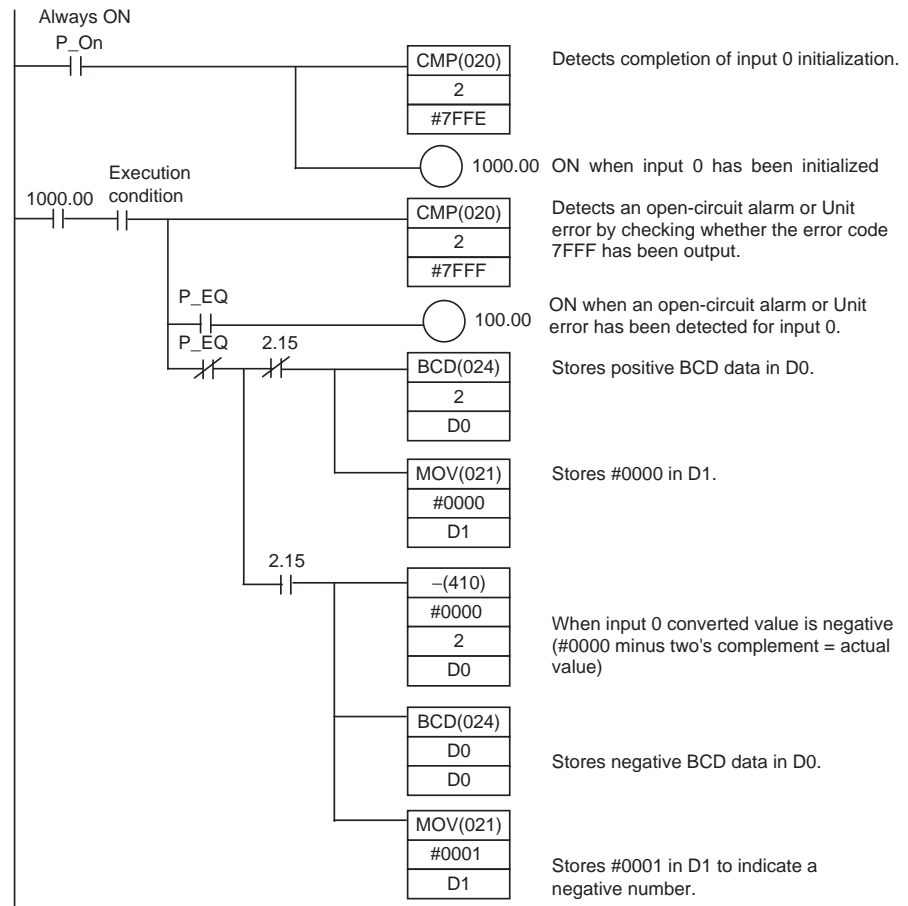 Always ON
P_On
CMP(020)
2
#7FFE
Detects completion of input 0 initialization.
1000.00
ON when input 0 has been initialized
Execution
condition
1000.00
CMP(020)
2
#7FFF
Detects an open-circuit alarm or Unit
error by checking whether the error code
7FFF has been output.
P_EQ
100.00
ON when an open-circuit alarm or Unit
error has been detected for input 0.
P_EQ
2.15
BCD(024)
2
D0
Stores positive BCD data in D0.
MOV(021)
#0000
D1
Stores #0000 in D1.
2.15
−(410)
#0000
2
D0
When input 0 converted value is negative
(#0000 minus two's complement = actual
value)
BCD(024)
D0
D0
Stores negative BCD data in D0.
MOV(021)
#0001
D1
Stores #0001 in D1 to indicate a
negative number.